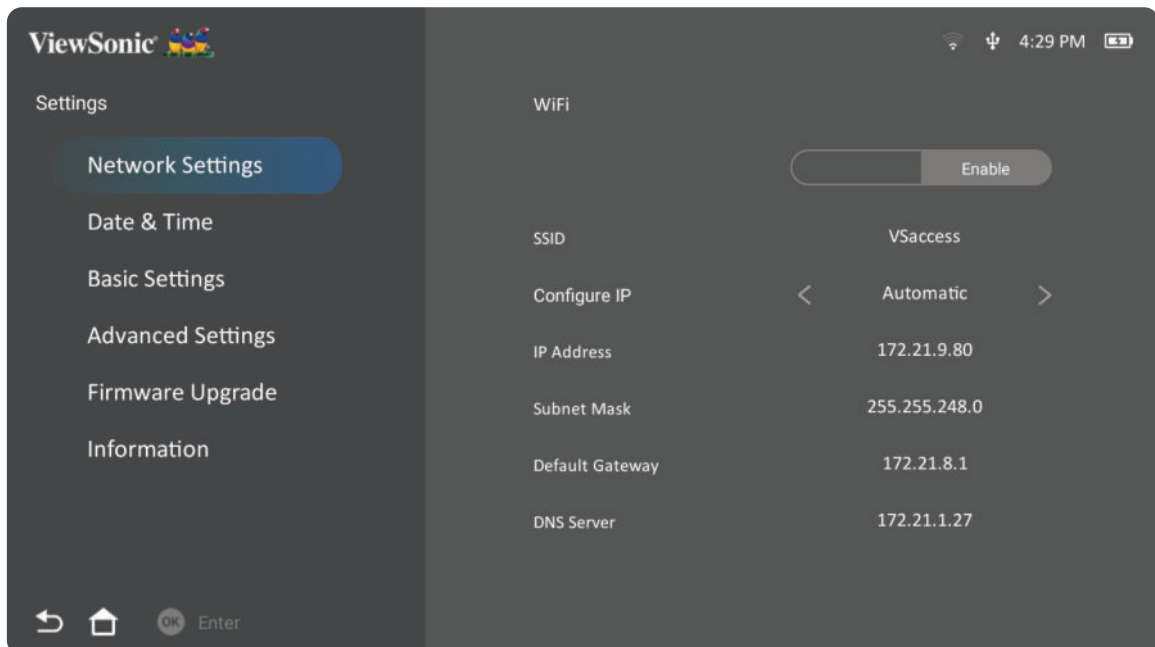 ViewSonic
4:29 PM
Settings
Network Settings
Date & Time
Basic Settings
Advanced Settings
Firmware Upgrade
Information
OK Enter
WiFi
Enable
SSID VSaccess
Configure IP < Automatic >
IP Address 172.21.9.80
Subnet Mask 255.255.248.0
Default Gateway 172.21.8.1
DNS Server 172.21.1.27